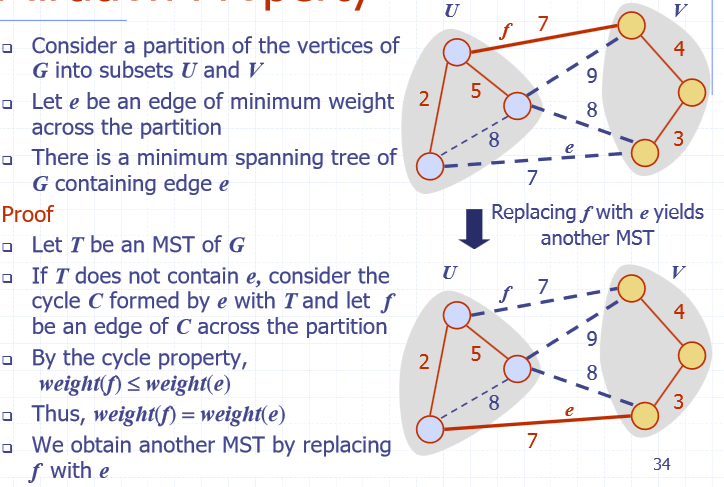 Consider a partition of the vertices of
G into subsets U and V
Let e be an edge of minimum weight
across the partition
There is a minimum spanning tree of
G containing edge e
Proof
Let T be an MST of G
If T does not contain e, consider the
cycle C formed by e with T and let f
be an edge of C across the partition
By the cycle property,
weight(f) ≤ weight(e)
Thus, weight(f) = weight(e)
We obtain another MST by replacing
f with e
U
V
f
7
4
9
2
5
8
8
e
3
7
Replacing f with e yields
another MST
U
V
f
7
4
9
2
5
8
8
e
3
7
34